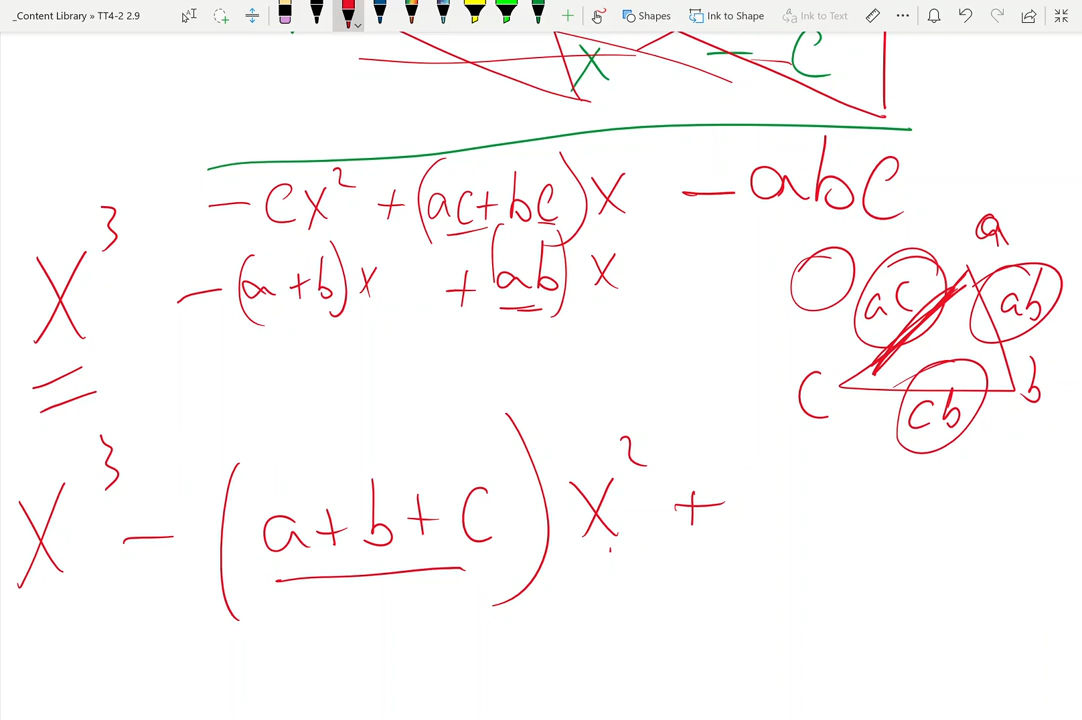 _Content Library » TT4-2 2.9
Shapes
Ink to Shape
Ink to Text
X
- C
- cx² + (ac + bc) X - abc
X³
- (a + b) x + (ab) X
a
ac
ab
C
b
cb
X³ - (a + b + c) X² +